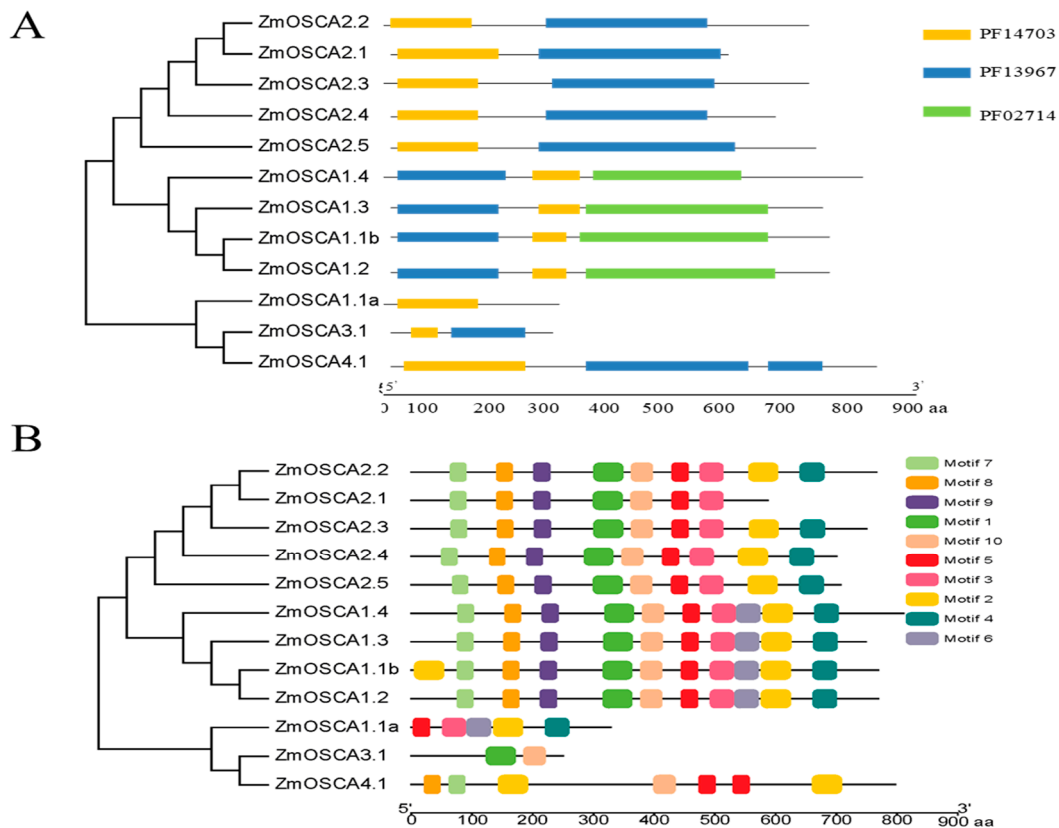 A
ZmOSCA2.2
ZmOSCA2.1
ZmOSCA2.3
ZmOSCA2.4
ZmOSCA2.5
ZmOSCA1.4
ZmOSCA1.3
ZmOSCA1.1b
ZmOSCA1.2
ZmOSCA1.1a
ZmOSCA3.1
ZmOSCA4.1
PF14703
PF13967
PF02714
5` 3`
0 100 200 300 400 500 600 700 800 900 aa
B
ZmOSCA2.2
ZmOSCA2.1
ZmOSCA2.3
ZmOSCA2.4
ZmOSCA2.5
ZmOSCA1.4
ZmOSCA1.3
ZmOSCA1.1b
ZmOSCA1.2
ZmOSCA1.1a
ZmOSCA3.1
ZmOSCA4.1
Motif 7
Motif 8
Motif 9
Motif 1
Motif 10
Motif 5
Motif 3
Motif 2
Motif 4
Motif 6
5' 3'
0 100 200 300 400 500 600 700 800 900 aa